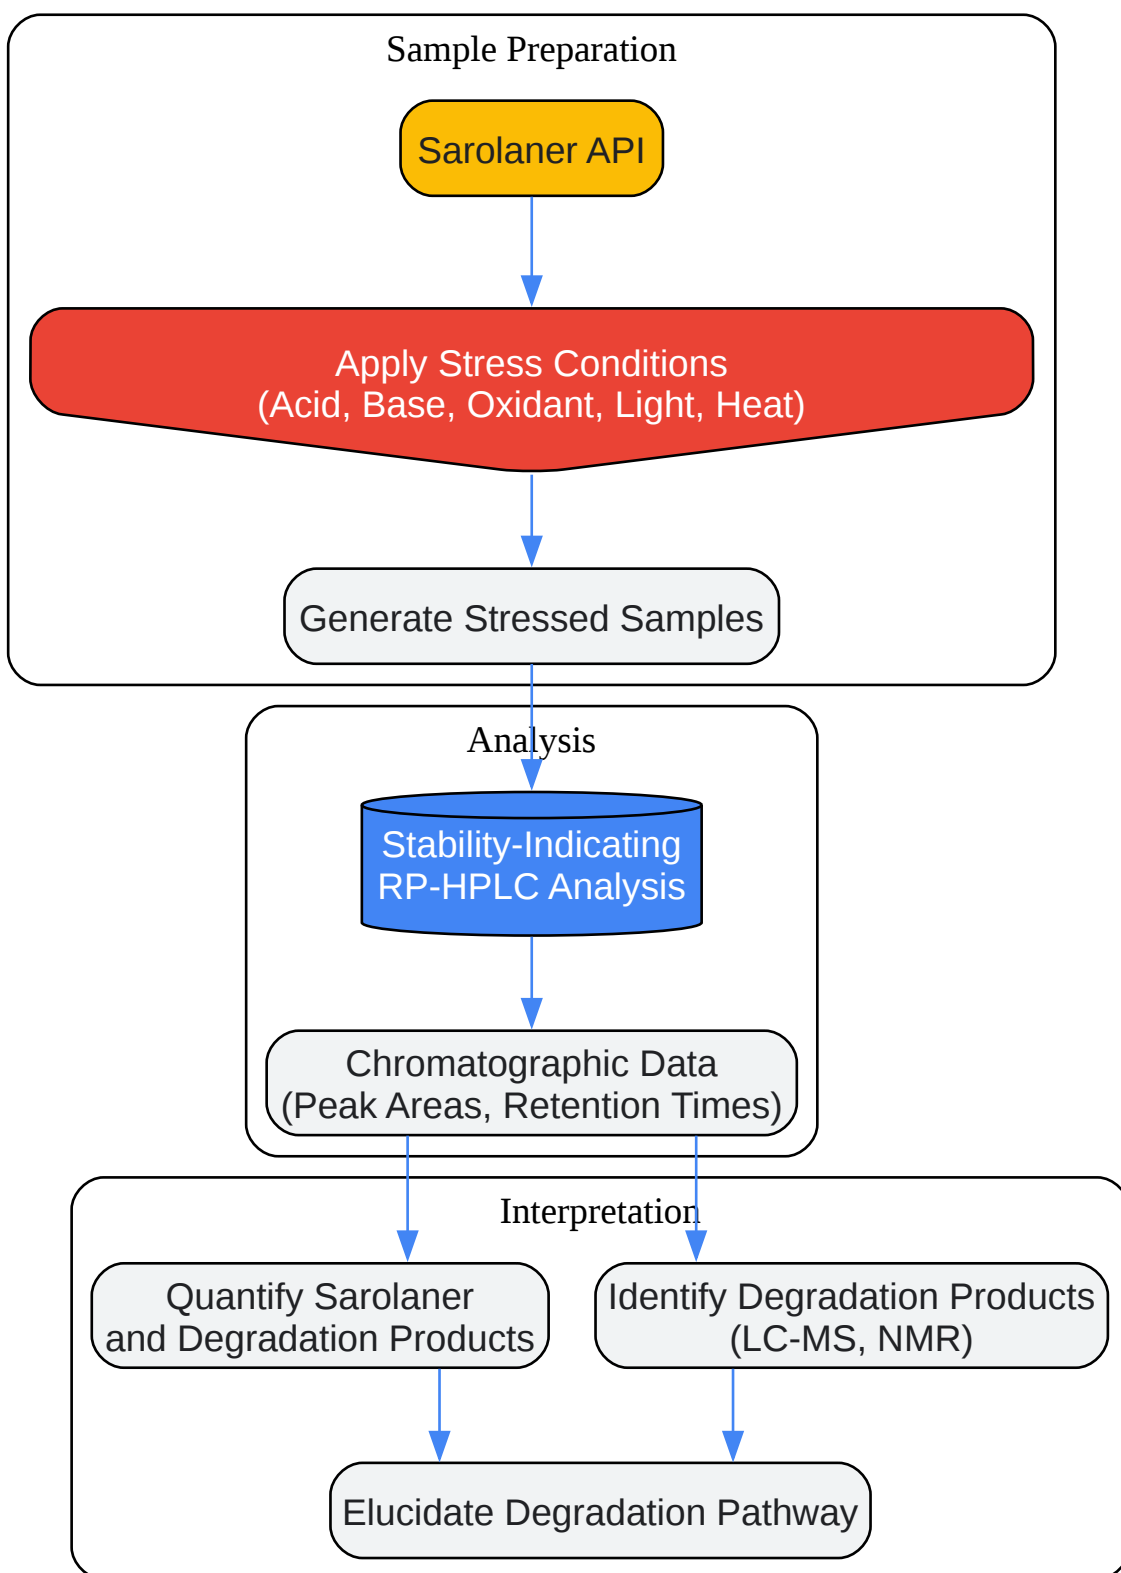 Sample Preparation
Sarolaner API
Apply Stress Conditions
(Acid, Base, Oxidant, Light, Heat)
Generate Stressed Samples
Analysis
Stability-Indicating
RP-HPLC Analysis
Chromatographic Data
(Peak Areas, Retention Times)
Interpretation
Quantify Sarolaner
and Degradation Products
Identify Degradation Products
(LC-MS, NMR)
Elucidate Degradation Pathway